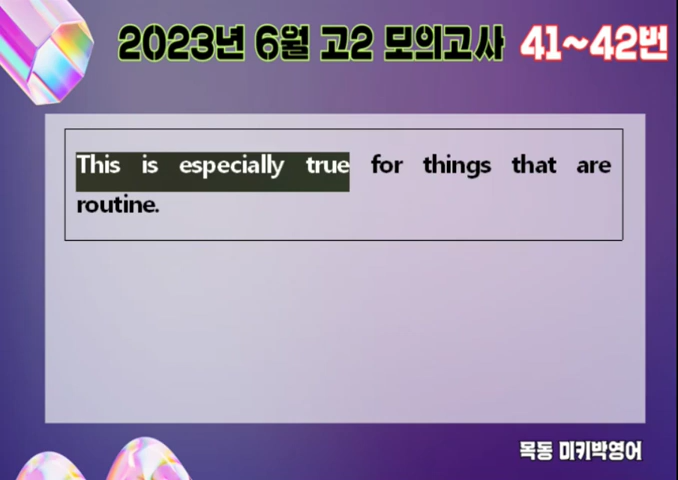 2023년 6월 고2 모의고사 41~42번
This is especially true for things that are
routine.
목동 미키박영어